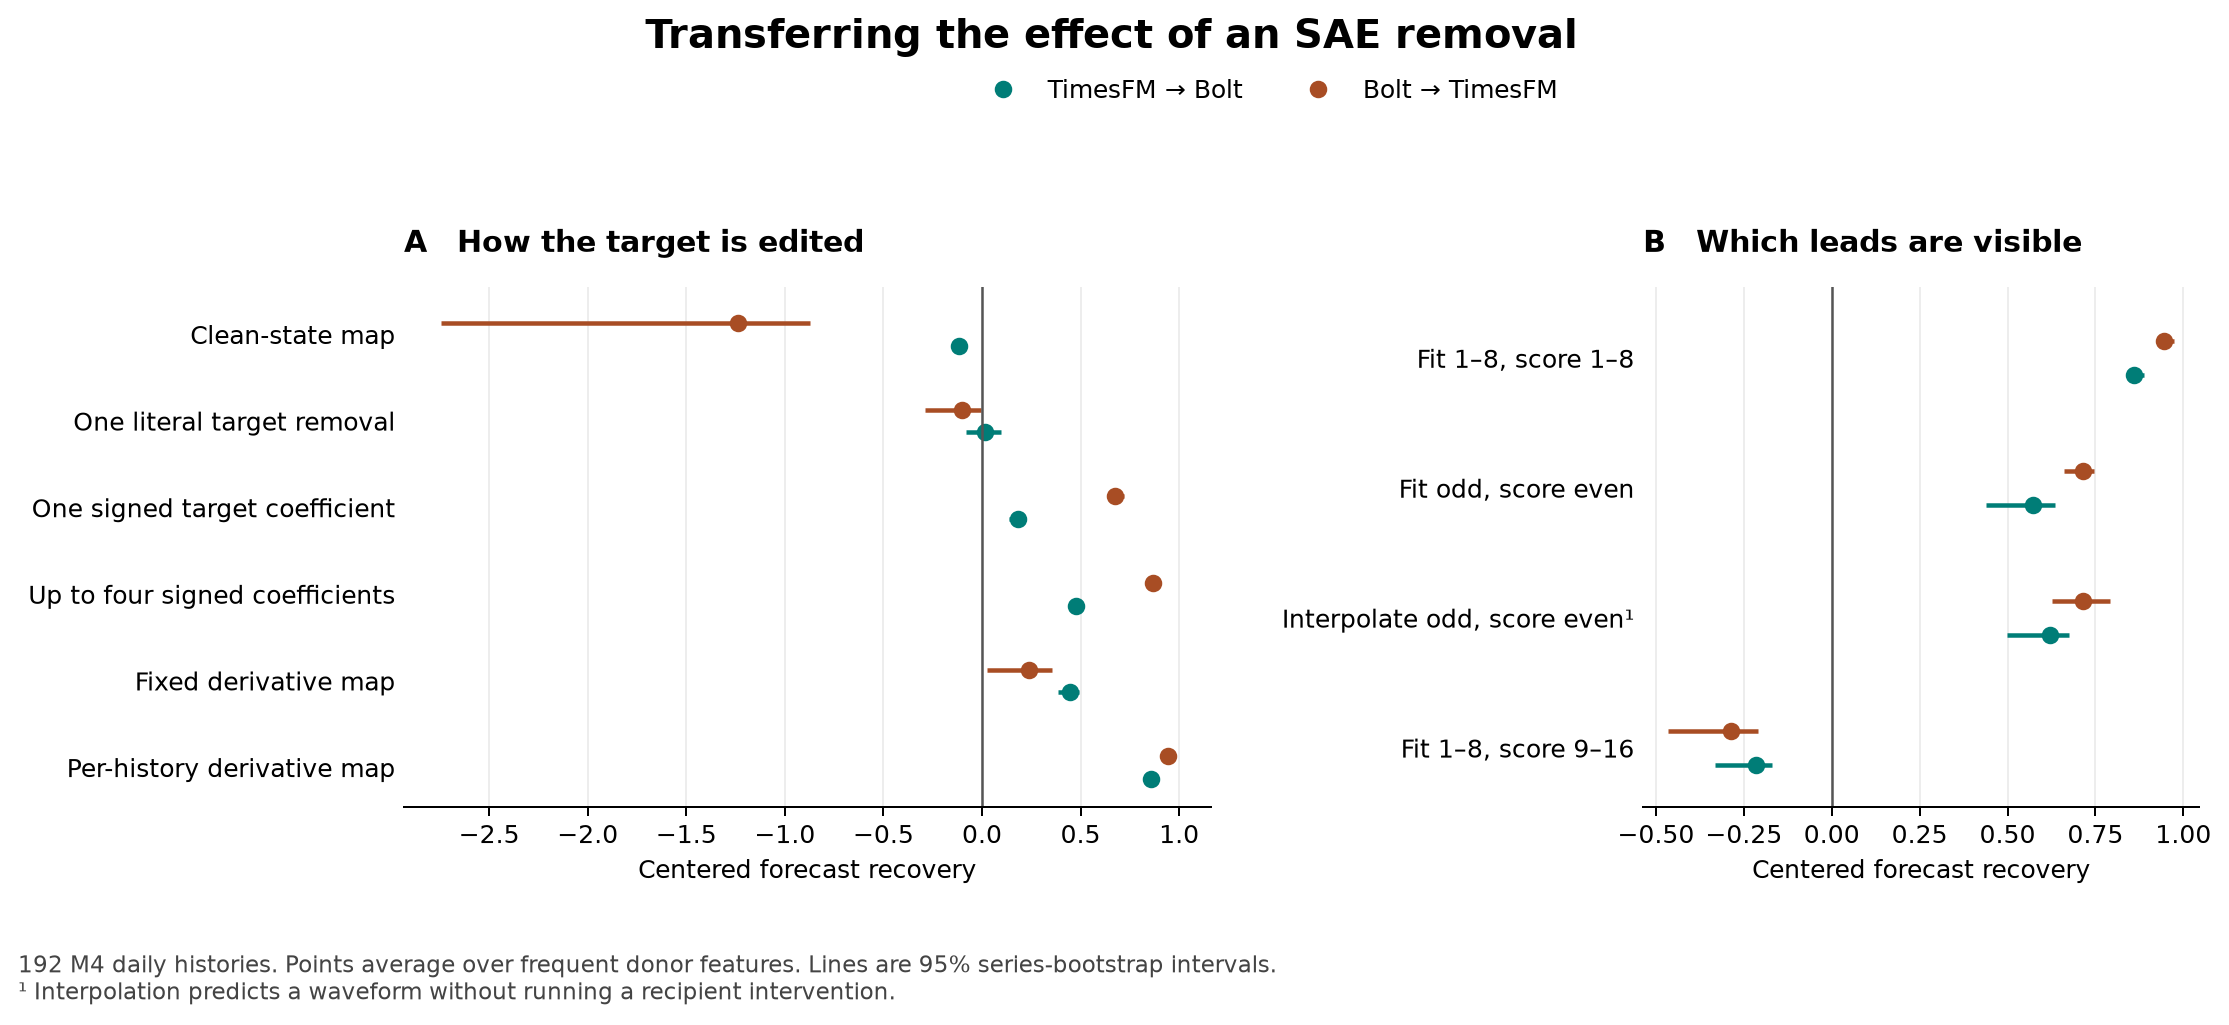 Transferring the effect of an SAE removal
TimesFM → Bolt
Bolt → TimesFM
A How the target is edited
Clean-state map
One literal target removal
One signed target coefficient
Up to four signed coefficients
Fixed derivative map
Per-history derivative map
−2.5 −2.0 −1.5 −1.0 −0.5 0.0 0.5 1.0
Centered forecast recovery
B Which leads are visible
Fit 1–8, score 1–8
Fit odd, score even
Interpolate odd, score even¹
Fit 1–8, score 9–16
−0.50 −0.25 0.00 0.25 0.50 0.75 1.00
Centered forecast recovery
192 M4 daily histories. Points average over frequent donor features. Lines are 95% series-bootstrap intervals.
¹ Interpolation predicts a waveform without running a recipient intervention.